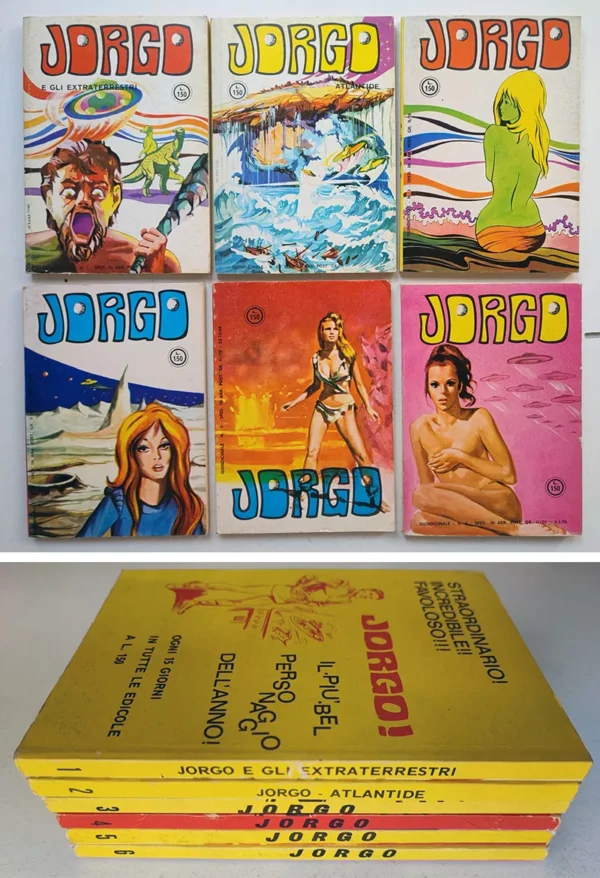 JORGO
E GLI EXTRATERRESTRI
L. 150
JORGO
ATLANTIDE
L. 150
JORGO
L. 150
JORGO
L. 150
L. 150
JORGO
JORGO
L. 150
STRAORDINARIO!
INCREDIBILE!!
FAVOLOSO!!!
JORGO!
IL PIU' BEL
PERSO
NAGGIO
DELL'ANNO!
OGNI 15 GIORNI
IN TUTTE LE EDICOLE
A L. 150
1 JORGO E GLI EXTRATERRESTRI
2 JORGO - ATLANTIDE
3 JORGO
4 JORGO
5 JORGO
6 JORGO